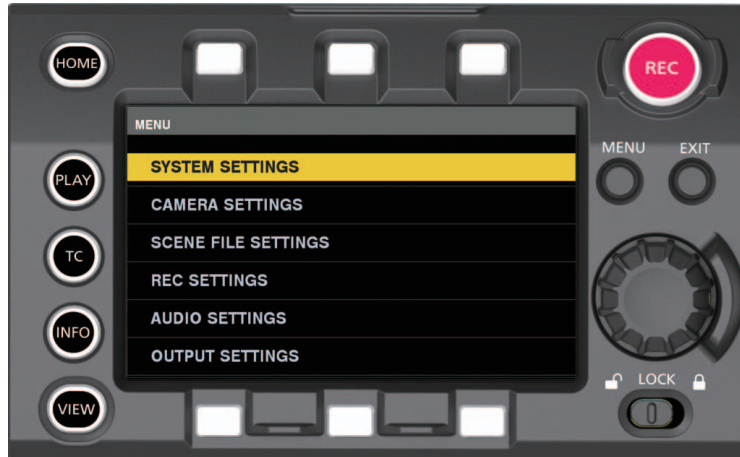 HOME
REC
MENU
MENU EXIT
SYSTEM SETTINGS
PLAY
CAMERA SETTINGS
SCENE FILE SETTINGS
TC
REC SETTINGS
AUDIO SETTINGS
INFO
OUTPUT SETTINGS
LOCK
VIEW